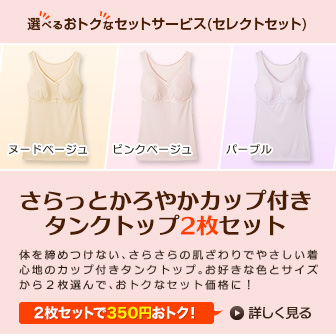 選べるおトクなセットサービス(セレクトセット)
ヌードベージュ
ピンクベージュ
パープル
さらっとかろやかカップ付き
タンクトップ2枚セット
体を締めつけない、さらさらの肌ざわりでやさしい着
心地のカップ付きタンクトップ。お好きな色とサイズ
から2枚選んで、おトクなセット価格に!
2枚セットで350円おトク!
詳しく見る